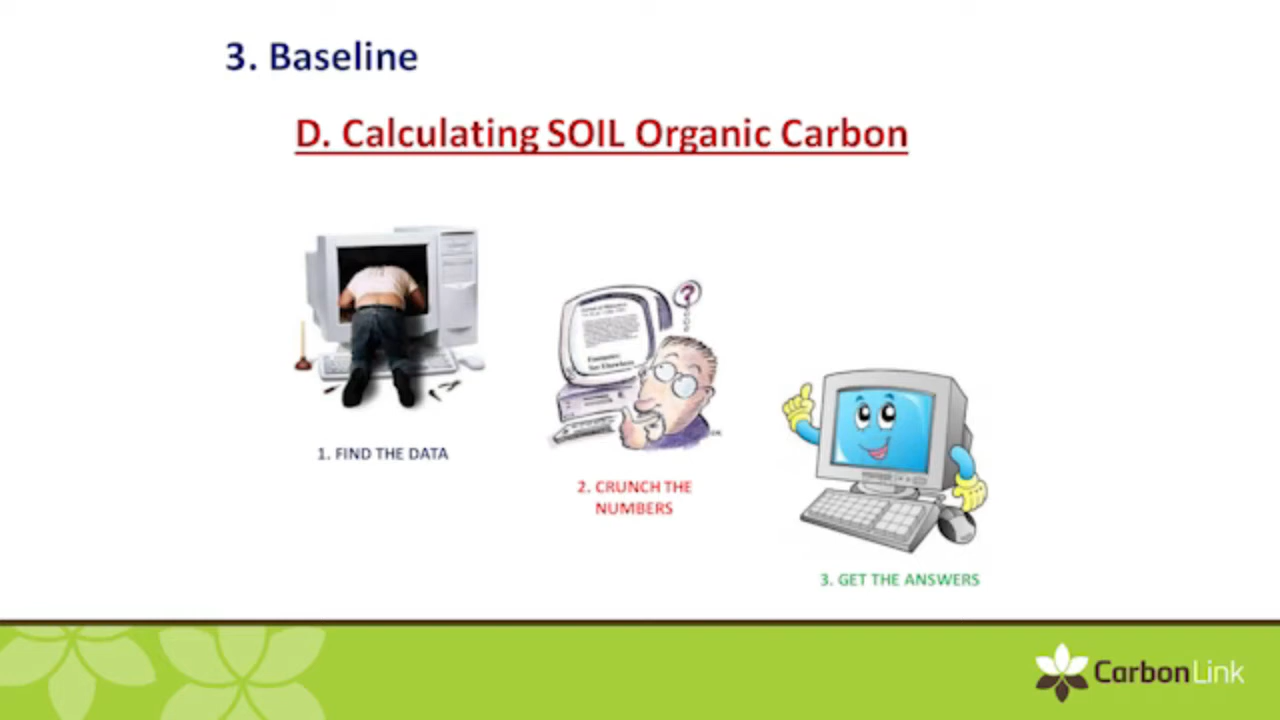 3. Baseline
D. Calculating SOIL Organic Carbon
?
1. FIND THE DATA
2. CRUNCH THE
NUMBERS
3. GET THE ANSWERS
CarbonLink